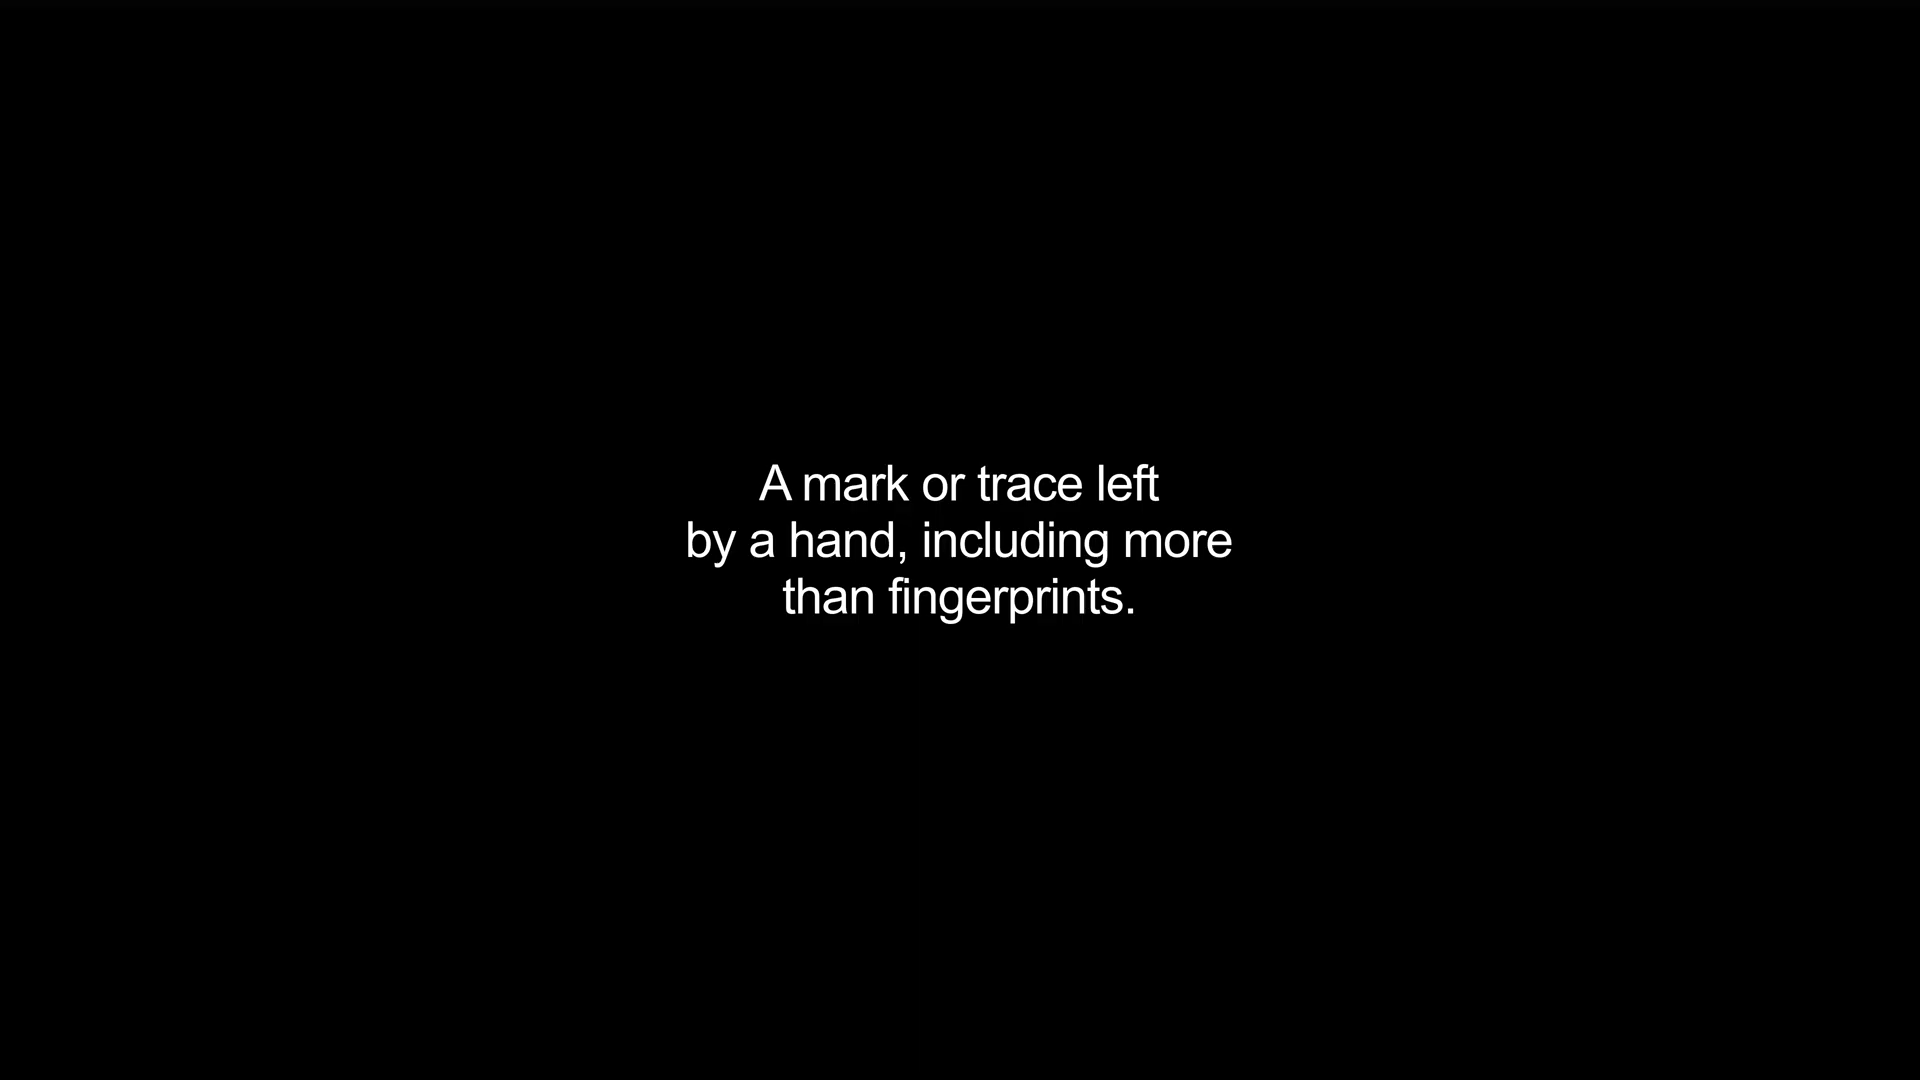 A mark or trace left
by a hand, including more
than fingerprints.